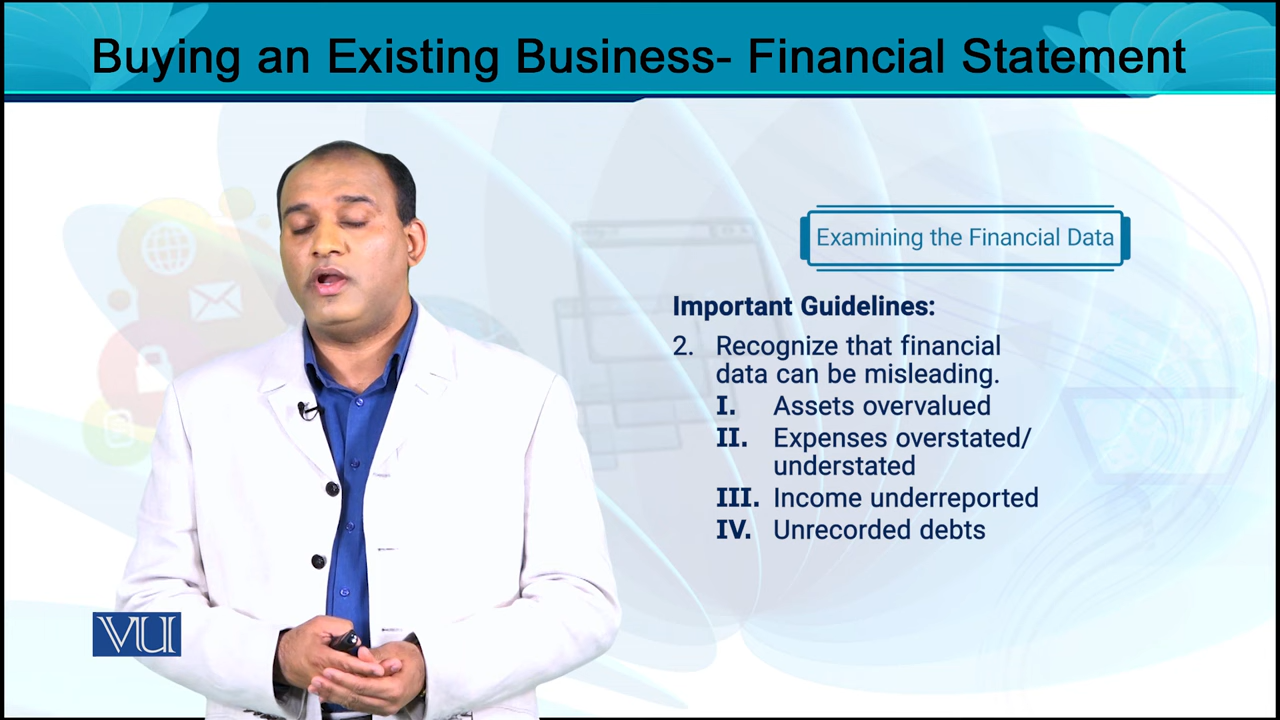 Buying an Existing Business- Financial Statement
Examining the Financial Data
Important Guidelines:
2. Recognize that financial
data can be misleading.
I. Assets overvalued
II. Expenses overstated/
understated
III. Income underreported
IV. Unrecorded debts
VU